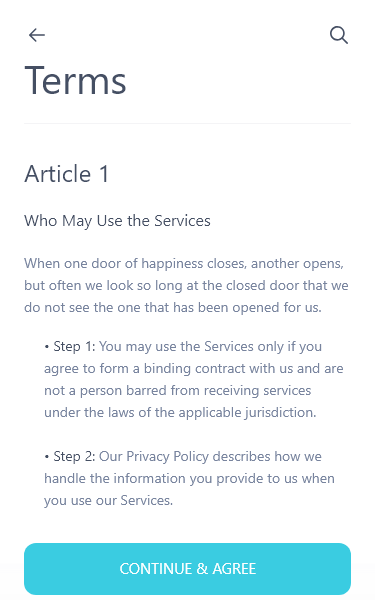 Terms
Article 1
Who May Use the Services
When one door of happiness closes, another opens,
but often we look so long at the closed door that we
do not see the one that has been opened for us.
• Step 1: You may use the Services only if you
agree to form a binding contract with us and are
not a person barred from receiving services
under the laws of the applicable jurisdiction.
• Step 2: Our Privacy Policy describes how we
handle the information you provide to us when
you use our Services.
CONTINUE & AGREE